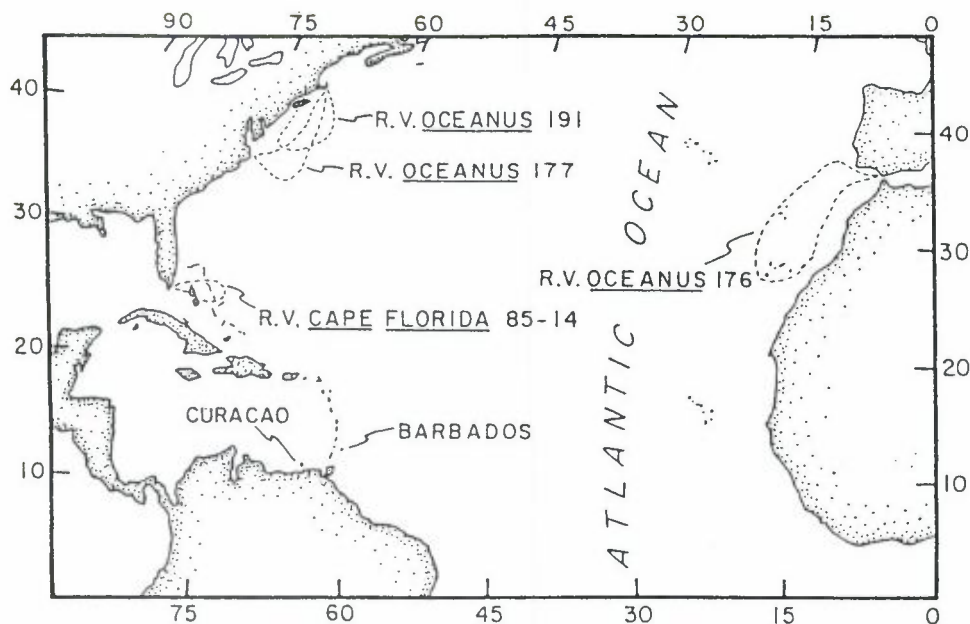 90 75 60 45 30 15 0
40
R.V. OCEANUS 191
40
R.V. OCEANUS 177
ATLANTIC OCEAN
30
30
R.V. OCEANUS 176
R.V. CAPE FLORIDA 85-14
20
20
CURACAO
BARBADOS
10
10
75 60 45 30 15 0